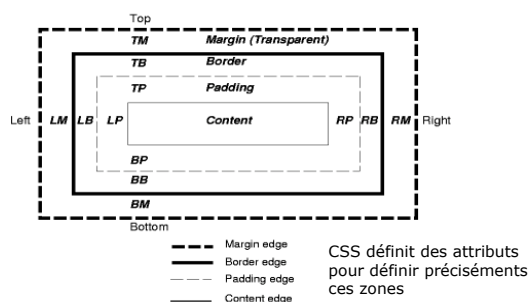 Top
TM Margin (Transparent)
TB Border
TP Padding
Left LM LB LP Content RP RB RM Right
BP
BB
BM
Bottom
Margin edge
Border edge
Padding edge
Content edge
CSS définit des attributs
pour définir préciséments
ces zones